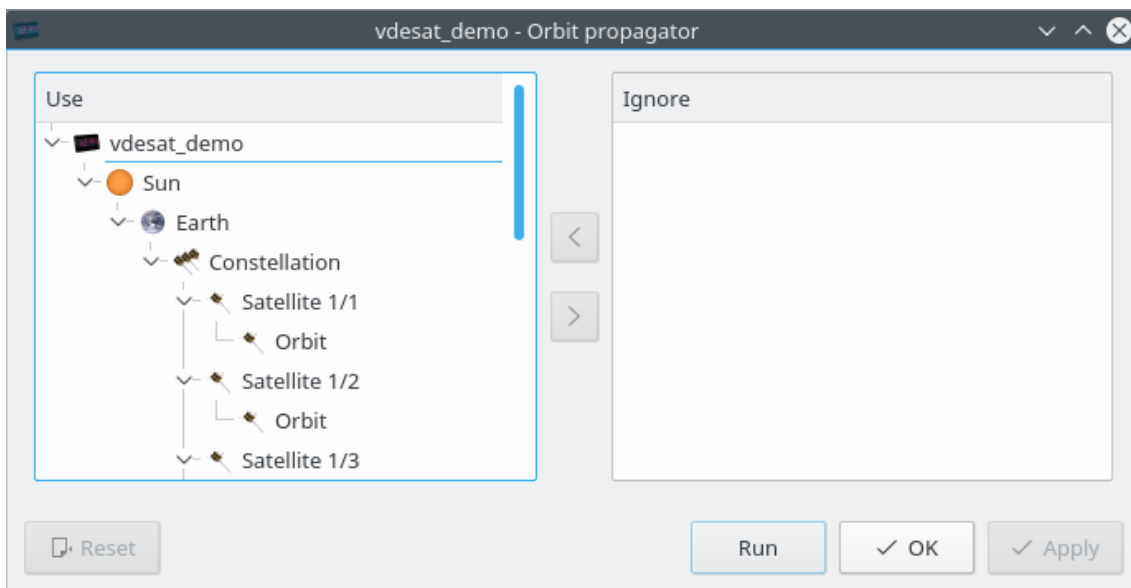 vdesat_demo - Orbit propagator
Use
vdesat_demo
Sun
Earth
Constellation
Satellite 1/1
Orbit
Satellite 1/2
Orbit
Satellite 1/3
Ignore
Reset
Run
OK
Apply